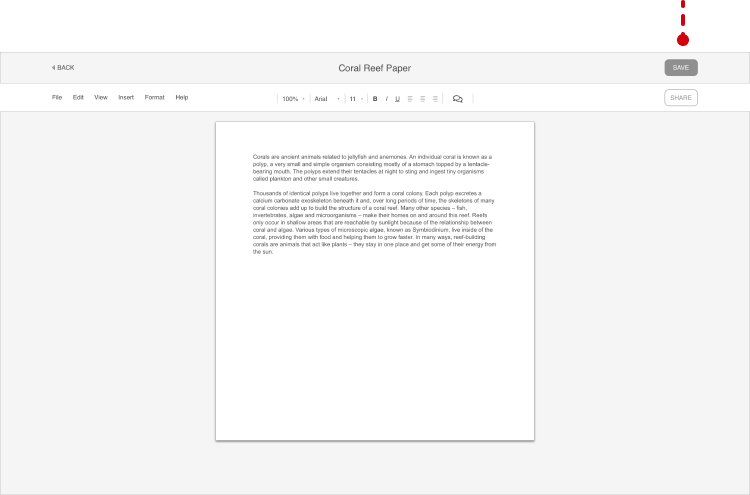 BACK
Coral Reef Paper
SAVE
File Edit View Insert Format Help
100% Arial 11 B I U
SHARE
Corals are ancient animals related to jellyfish and anemones. An individual coral is known as a
polyp, a very small and simple organism consisting mostly of a stomach topped by a tentacle-
bearing mouth. The polyps extend their tentacles at night to sting and ingest tiny organisms
called plankton and other small creatures.
Thousands of identical polyps live together and form a coral colony. Each polyp excretes a
calcium carbonate exoskeleton beneath it and, over long periods of time, the skeletons of many
coral colonies add up to build the structure of a coral reef. Many other species – fish,
invertebrates, algae and microorganisms – make their homes on and around this reef. Reefs
only occur in shallow areas that are reachable by sunlight because of the relationship between
coral and algae. Various types of microscopic algae, known as Symbiodinium, live inside of the
coral, providing them with food and helping them to grow faster. In many ways, reef-building
corals are animals that act like plants – they stay in one place and get some of their energy from
the sun.